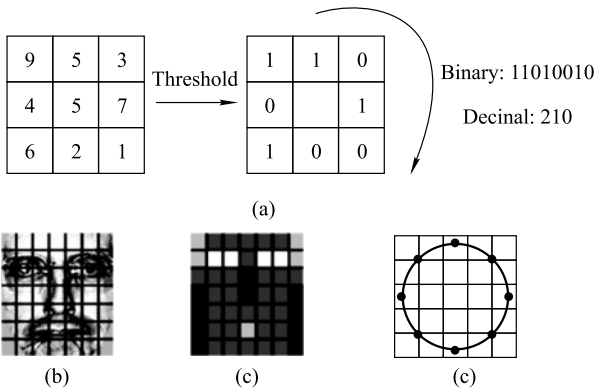 9 5 3
4 5 7
6 2 1
Threshold
1 1 0
0 1
1 0 0
Binary: 11010010
Decinal: 210
(a)
(b)
(c)
(c)